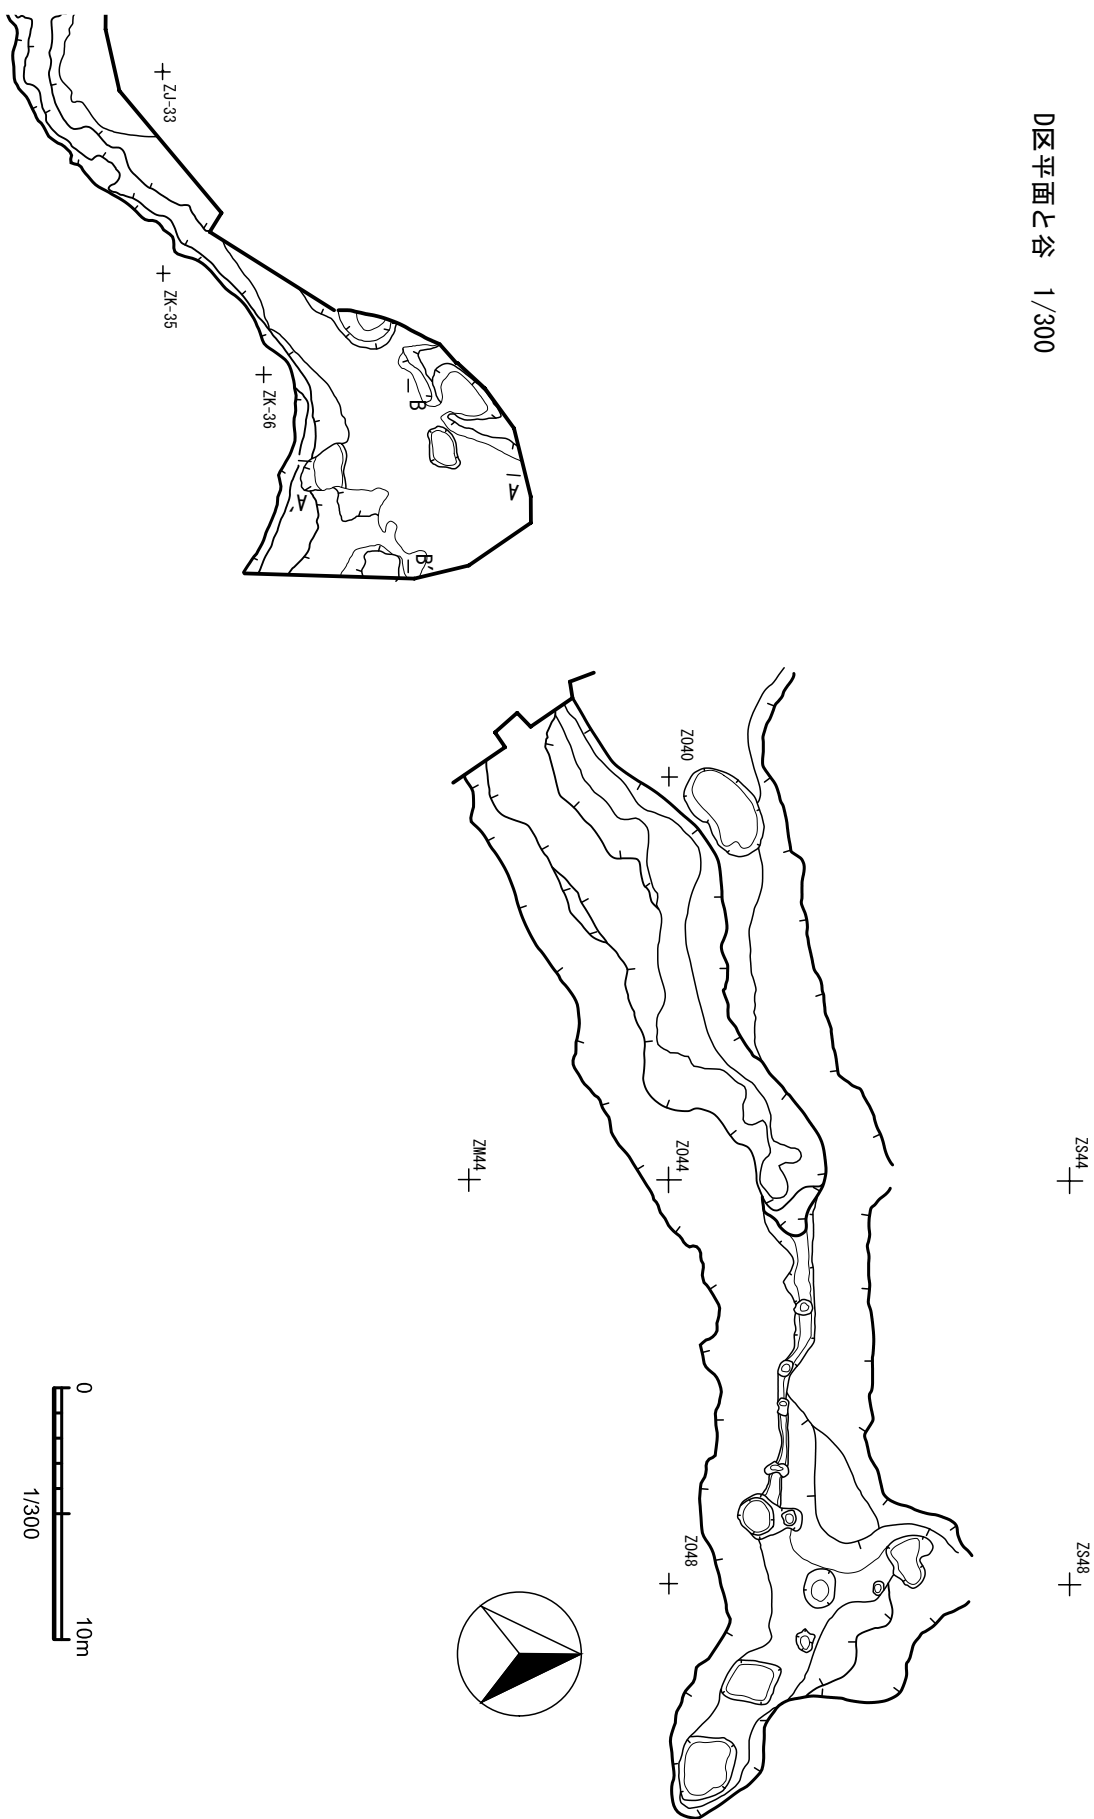 D区平面と谷 1/300
ZJ-33
ZK-35
ZK-36
B
A
A'
B'
ZO40
ZM44
ZO44
ZS44
ZO48
ZS48
0
10m
1/300